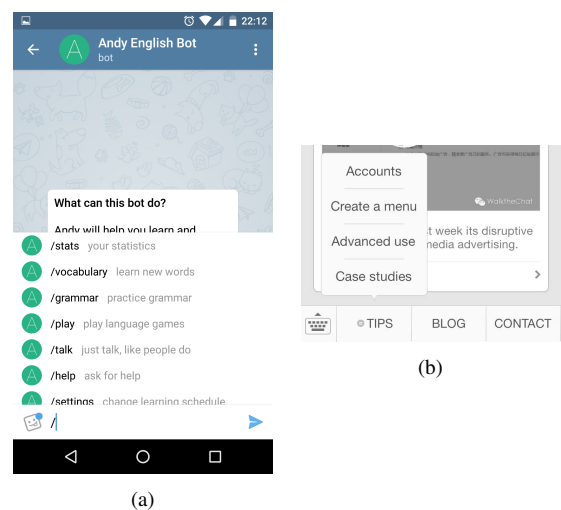 22:12
Andy English Bot
bot
What can this bot do?
Andy will help you learn and
/stats your statistics
/vocabulary learn new words
/grammar practice grammar
/play play language games
/talk just talk, like people do
/help ask for help
/settings change learning schedule
/
(a)
WalktheChat
Accounts
Create a menu
Advanced use
Case studies
st week its disruptive
media advertising.
TIPS
BLOG
CONTACT
(b)